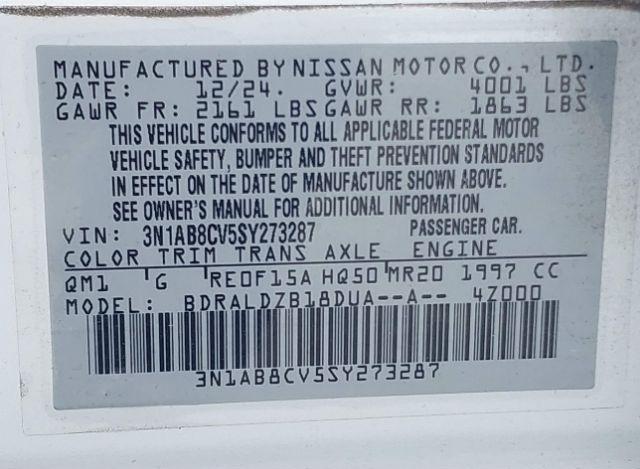 MANUFACTURED BY NISSAN MOTOR CO., LTD.
DATE: 12/24. GVWR: 4001 LBS
GAWR FR: 2161 LBS GAWR RR: 1863 LBS
THIS VEHICLE CONFORMS TO ALL APPLICABLE FEDERAL MOTOR
VEHICLE SAFETY, BUMPER AND THEFT PREVENTION STANDARDS
IN EFFECT ON THE DATE OF MANUFACTURE SHOWN ABOVE.
SEE OWNER'S MANUAL FOR ADDITIONAL INFORMATION.
VIN: 3N1AB8CV5SY273287 PASSENGER CAR.
COLOR TRIM TRANS AXLE ENGINE
QM1 G RE0F15A HQ50 MR20 1997 CC
MODEL: BDRALDZB18DUA--A-- 4Z000
3N1AB8CV5SY273287